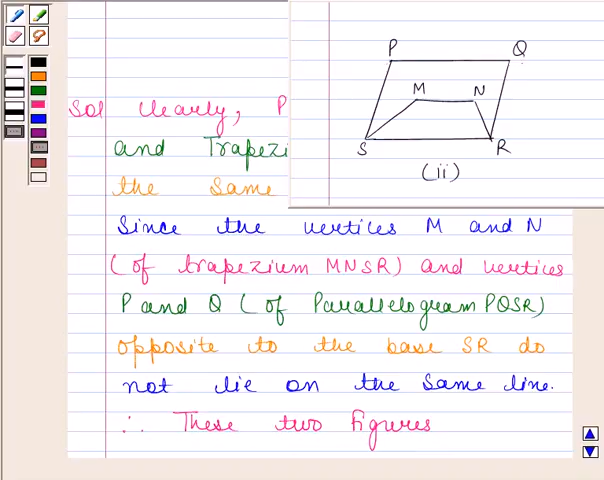 P Q
M N
S R
(ii)
Sol Clearly, P
and Trapezi
the Same
Since the vertices M and N
(of trapezium MNSR) and vertices
P and Q (of Parallelogram PQSR)
opposite to the base SR do
not lie on the same line.
∴ These two figures